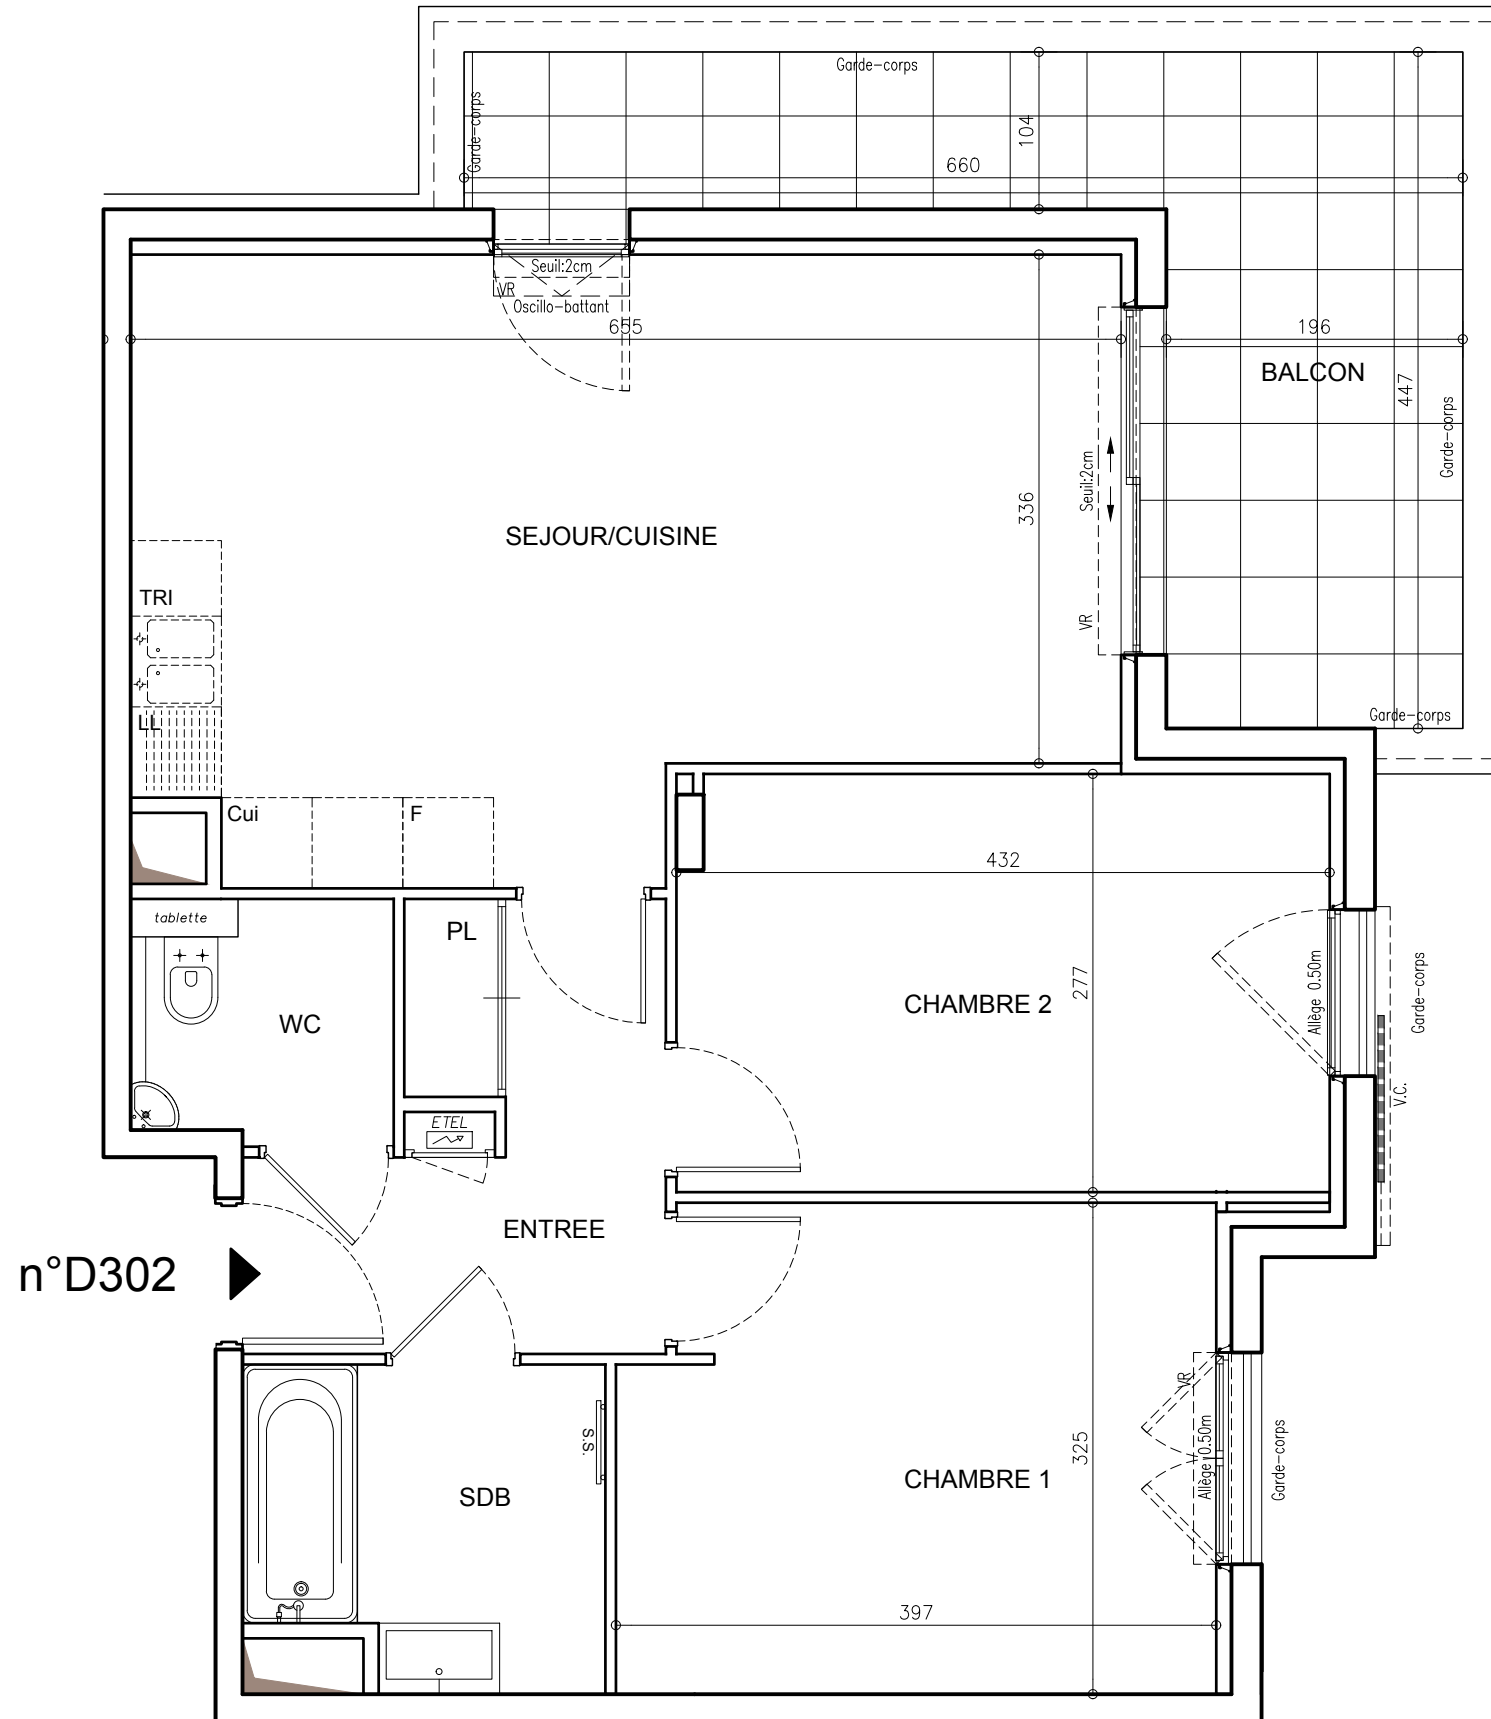 Garde-corps
Garde-corps
104
660
Seuil:2cm
VR
Oscillo-battant
655
196
BALCON
447
Garde-corps
Seuil:2cm
336
SEJOUR/CUISINE
TRI
VR
LL
Garde-corps
Cui
F
432
tablette
PL
277
Allège 0.50m
Garde-corps
CHAMBRE 2
WC
V.C.
ETEL
ENTREE
n°D302
VR
S.S.
325
Allège 0.50m
Garde-corps
CHAMBRE 1
SDB
397